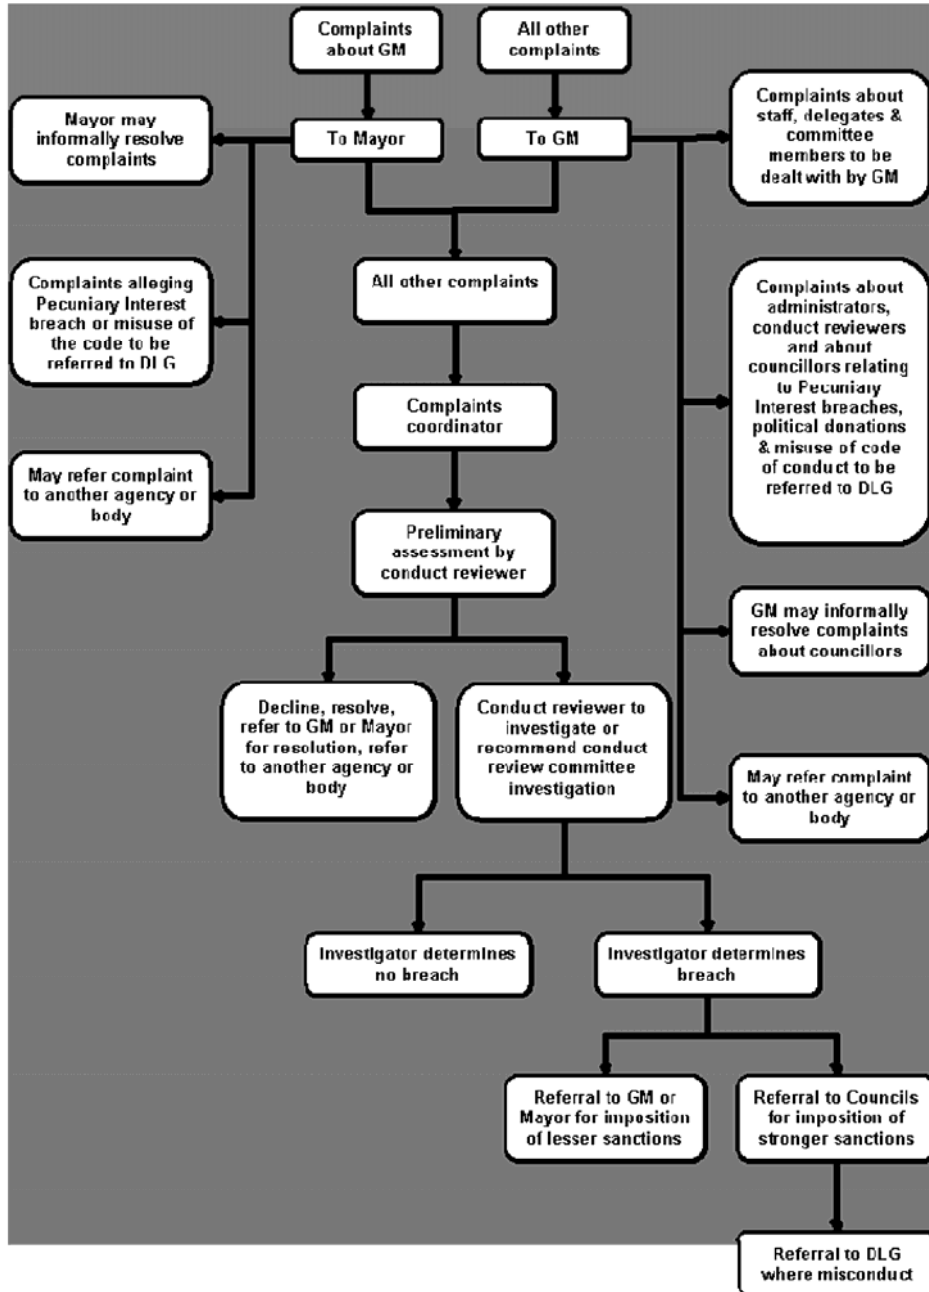 Complaints
about GM
All other
complaints
Mayor may
informally resolve
complaints
To Mayor
To GM
Complaints about
staff, delegates &
committee
members to be
dealt with by GM
Complaints alleging
Pecuniary Interest
breach or misuse of
the code to be
referred to DLG
All other complaints
Complaints about
administrators,
conduct reviewers
and about
councillors relating
to Pecuniary
Interest breaches,
political donations
& misuse of code
of conduct to be
referred to DLG
Complaints
coordinator
May refer complaint
to another agency or
body
Preliminary
assessment by
conduct reviewer
GM may informally
resolve complaints
about councillors
Decline, resolve,
refer to GM or Mayor
for resolution, refer
to another agency or
body
Conduct reviewer to
investigate or
recommend conduct
review committee
investigation
May refer complaint
to another agency or
body
Investigator determines
no breach
Investigator determines
breach
Referral to GM or
Mayor for imposition
of lesser sanctions
Referral to Councils
for imposition of
stronger sanctions
Referral to DLG
where misconduct